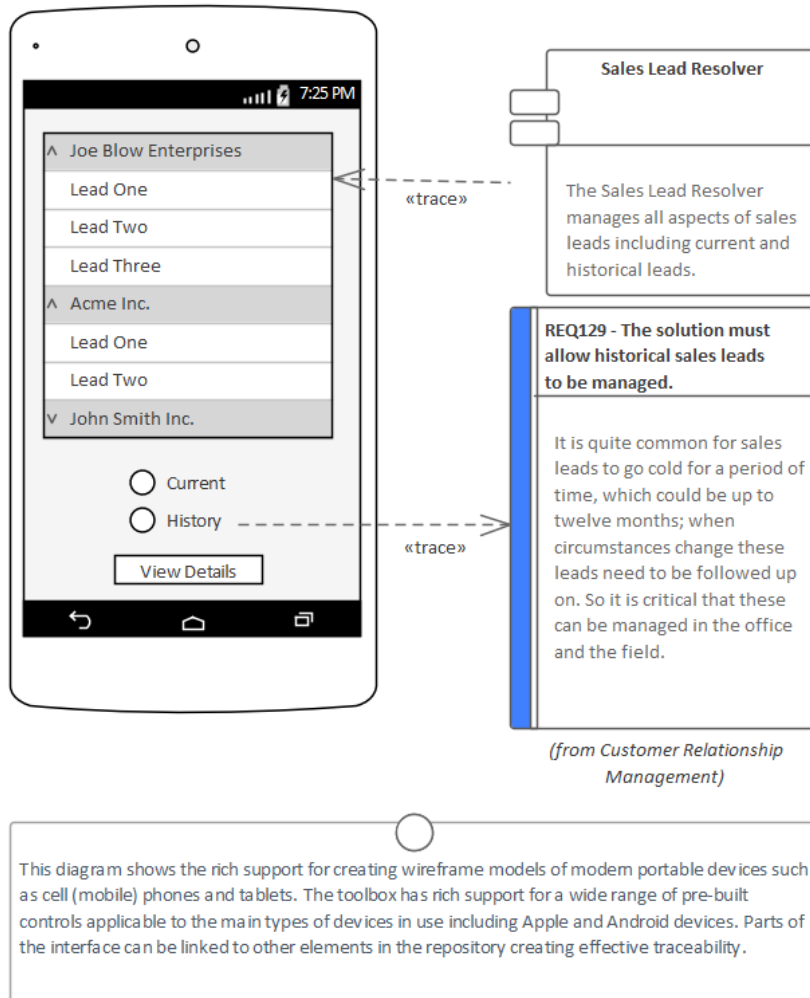 7:25 PM
Joe Blow Enterprises
Lead One
Lead Two
Lead Three
Acme Inc.
Lead One
Lead Two
John Smith Inc.
Current
History
View Details
«trace»
«trace»
Sales Lead Resolver
The Sales Lead Resolver
manages all aspects of sales
leads including current and
historical leads.
REQ129 - The solution must
allow historical sales leads
to be managed.
It is quite common for sales
leads to go cold for a period of
time, which could be up to
twelve months; when
circumstances change these
leads need to be followed up
on. So it is critical that these
can be managed in the office
and the field.
(from Customer Relationship
Management)
This diagram shows the rich support for creating wireframe models of modern portable devices such
as cell (mobile) phones and tablets. The toolbox has rich support for a wide range of pre-built
controls applicable to the main types of devices in use including Apple and Android devices. Parts of
the interface can be linked to other elements in the repository creating effective traceability.